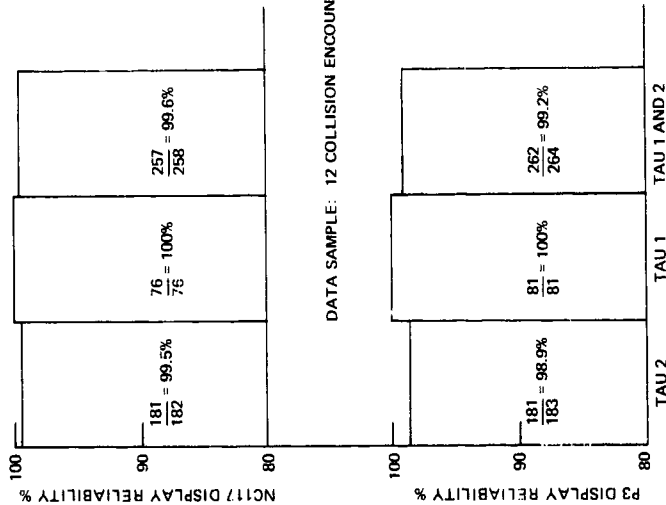 NC117 DISPLAY RELIABILITY %
100
90
80
181/182 = 99.5%
76/76 = 100%
257/258 = 99.6%
DATA SAMPLE: 12 COLLISION
P3 DISPLAY RELIABILITY %
100
90
80
181/183 = 98.9%
81/81 = 100%
262/264 = 99.2%
TAU 2
TAU 1
TAU 1 AND 2